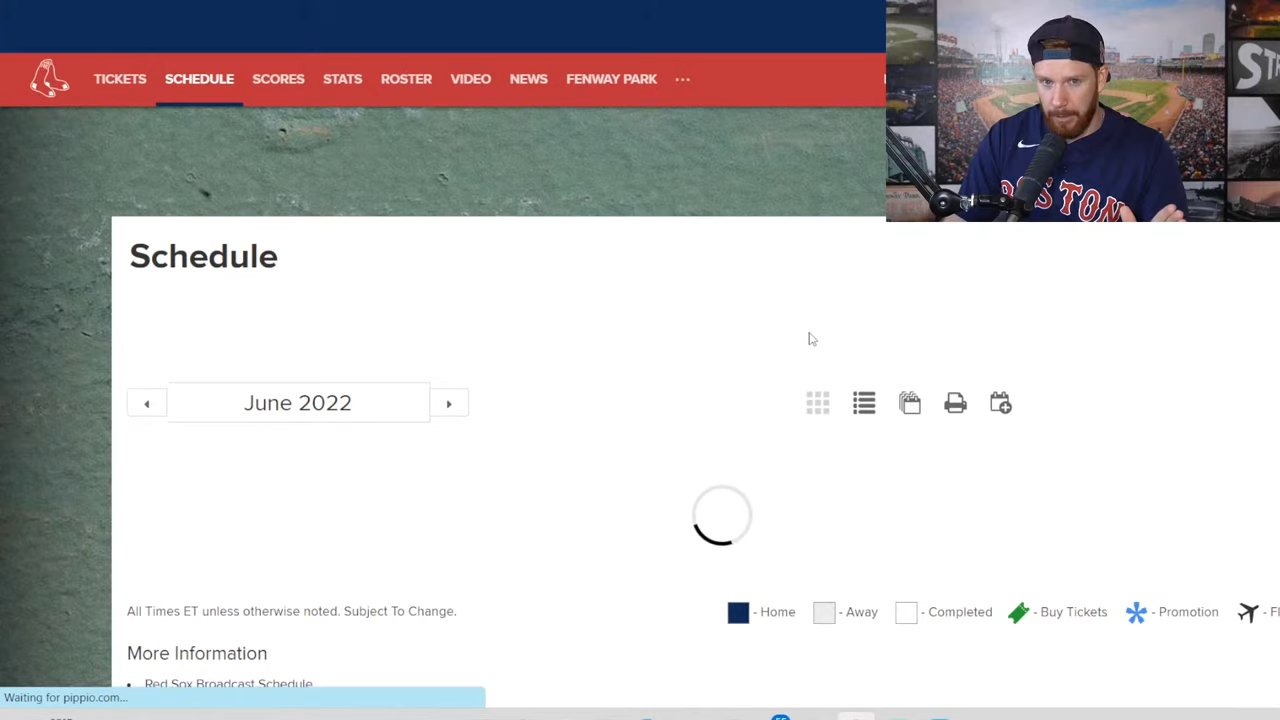 TICKETS SCHEDULE SCORES STATS ROSTER VIDEO NEWS FENWAY PARK ...
BOSTON
Schedule
June 2022
All Times ET unless otherwise noted. Subject To Change.
- Home - Away - Completed - Buy Tickets - Promotion
More Information
• Red Sox Broadcast Schedule
Waiting for pippio.com...